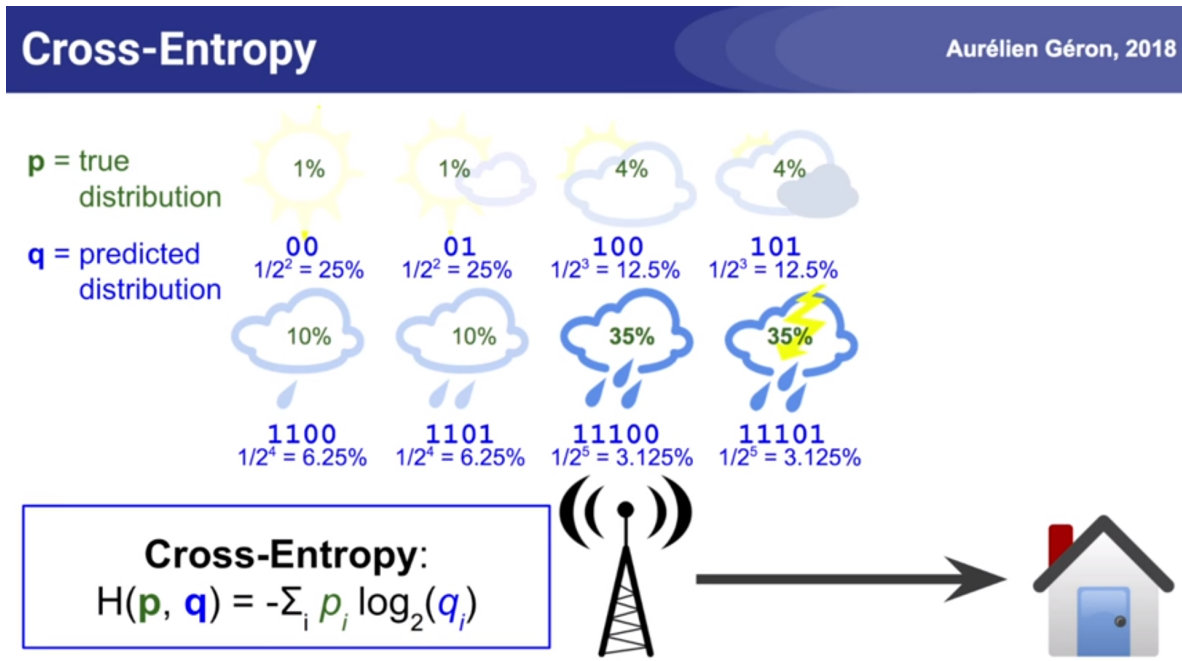 Cross-Entropy
Aurélien Géron, 2018
p = true
distribution
1%
1%
4%
4%
q = predicted
distribution
00
01
100
101
1/2² = 25%
1/2² = 25%
1/2³ = 12.5%
1/2³ = 12.5%
10%
10%
35%
35%
1100
1101
11100
11101
1/2⁴ = 6.25%
1/2⁴ = 6.25%
1/2⁵ = 3.125%
1/2⁵ = 3.125%
Cross-Entropy:
H(p, q) = -Σᵢ pᵢ log₂(qᵢ)